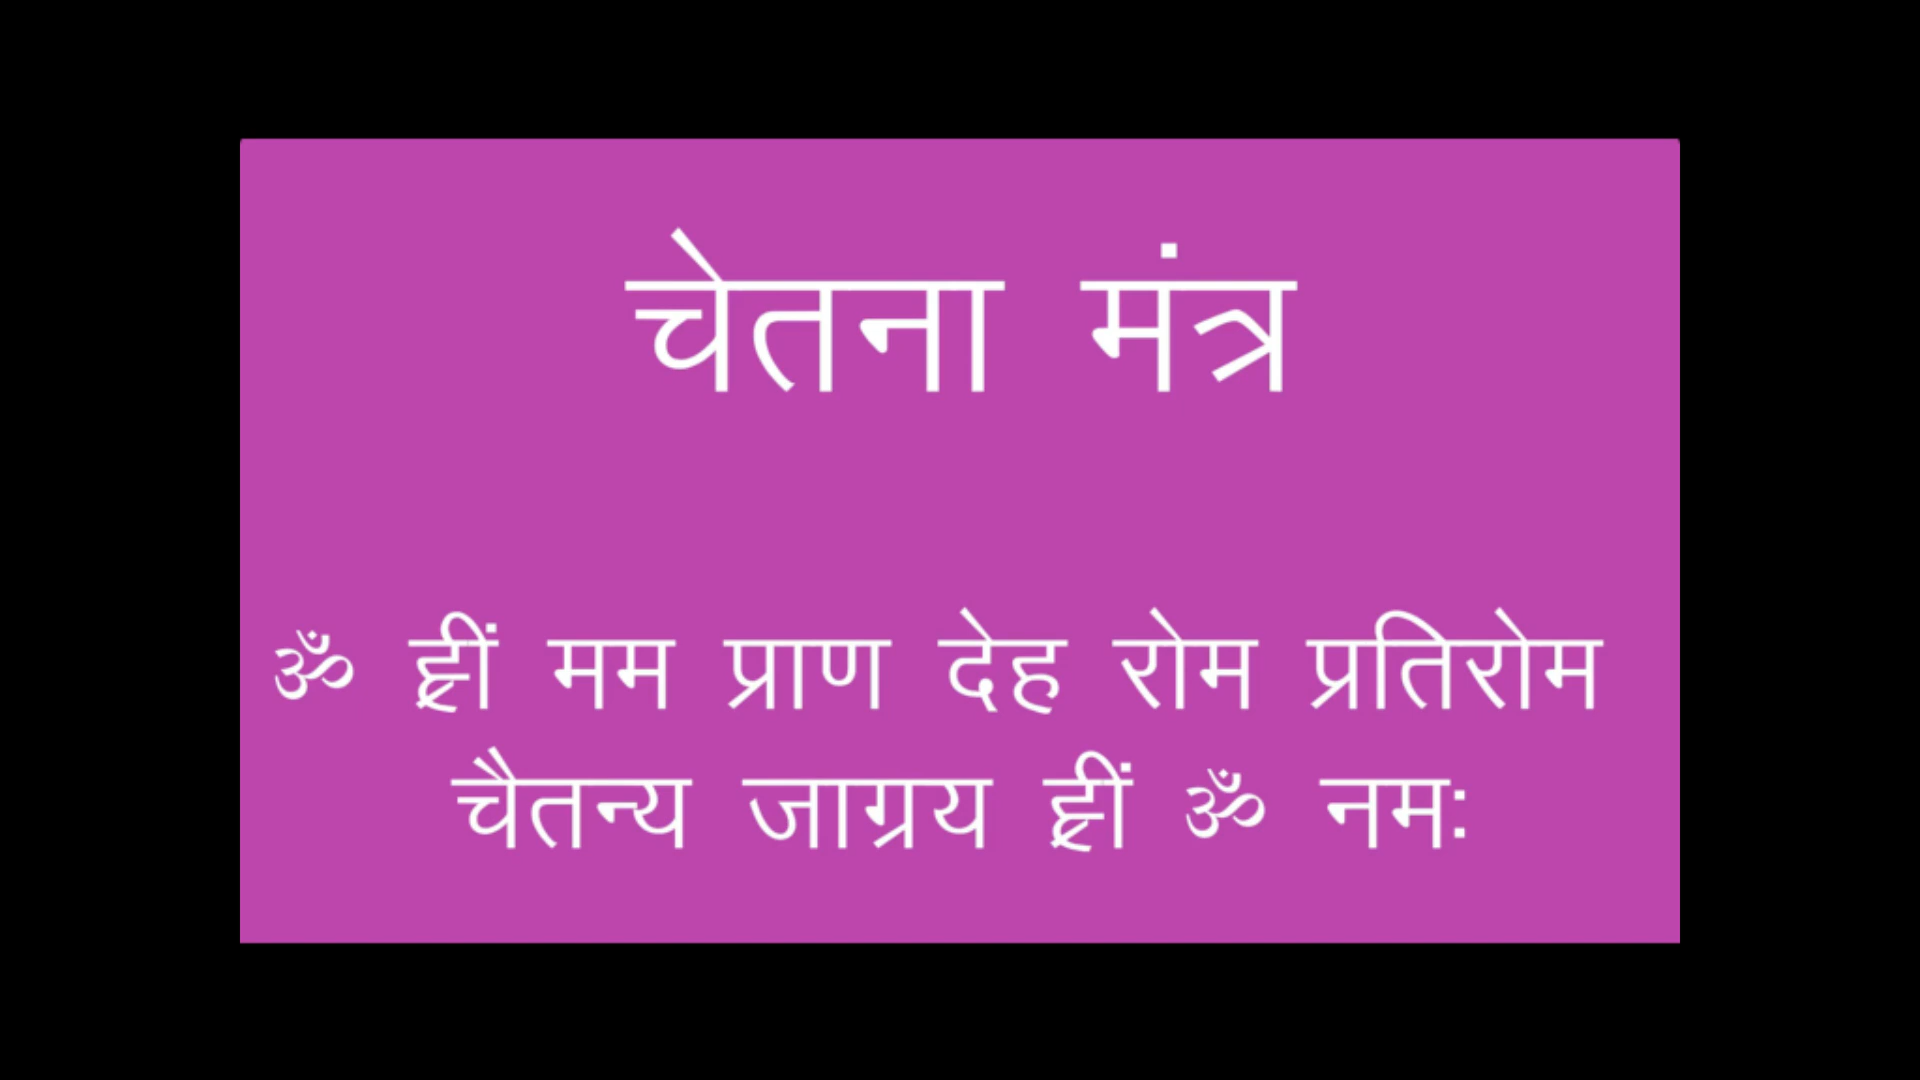 चेतना मंत्र
ॐ ह्रीं मम प्राण देह रोम प्रतिरोम
चैतन्य जाग्रय ह्रीं ॐ नम: